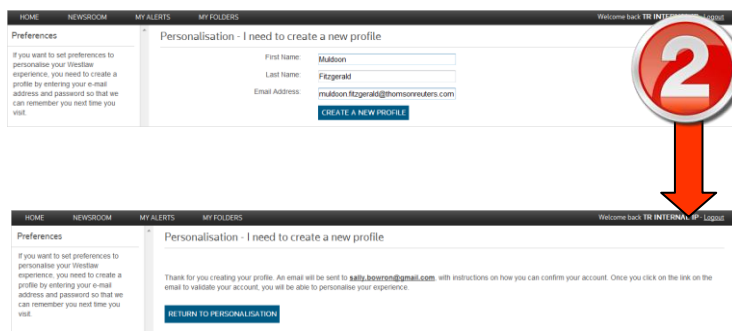 HOME NEWSROOM MY ALERTS MY FOLDERS Welcome back TR INTERNAL IP - Logout
Preferences
If you want to set preferences to
personalise your Westlaw
experience, you need to create a
profile by entering your e-mail
address and password so that we
can remember you next time you
visit.
Personalisation - I need to create a new profile
First Name: Muldoon
Last Name: Fitzgerald
Email Address: muldoon.fitzgerald@thomsonreuters.com
CREATE A NEW PROFILE
2
HOME NEWSROOM MY ALERTS MY FOLDERS Welcome back TR INTERNAL IP - Logout
Preferences
If you want to set preferences to
personalise your Westlaw
experience, you need to create a
profile by entering your e-mail
address and password so that we
can remember you next time you
visit.
Personalisation - I need to create a new profile
Thank for you creating your profile. An email will be sent to sally.bowron@gmail.com, with instructions on how you can confirm your account. Once you click on the link on the
email to validate your account, you will be able to personalise your experience.
RETURN TO PERSONALISATION